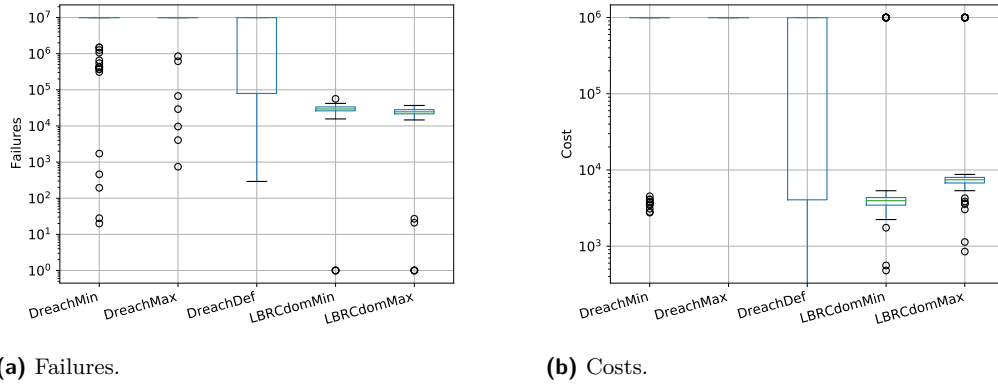 10⁷
10⁶
10⁵
10⁴
10³
10²
10¹
10⁰
Failures
DreachMin
DreachMax
DreachDef
LBRCdomMin
LBRCdomMax
10⁶
10⁵
10⁴
10³
Cost
DreachMin
DreachMax
DreachDef
LBRCdomMin
LBRCdomMax
(a) Failures.
(b) Costs.